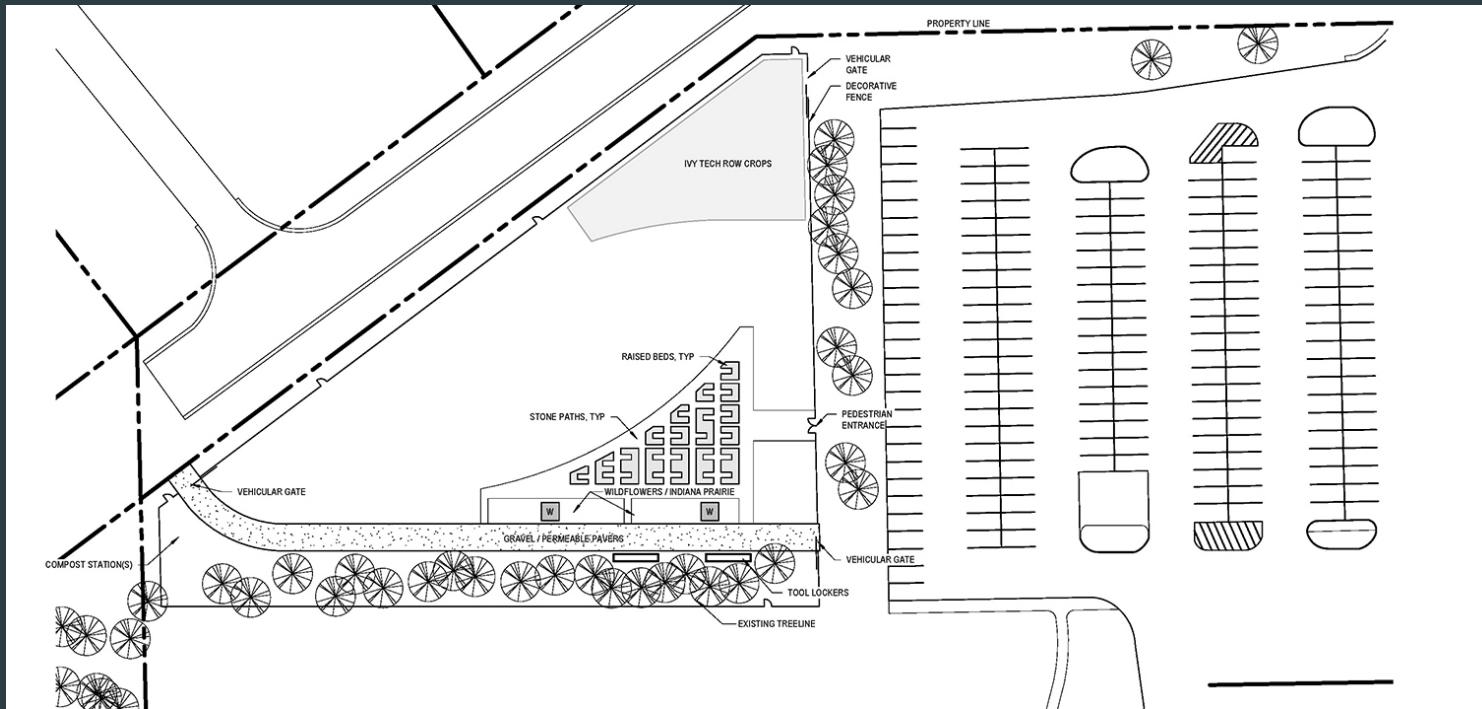 PROPERTY LINE
VEHICULAR
GATE
DECORATIVE
FENCE
IVY TECH ROW CROPS
RAISED BEDS, TYP
STONE PATHS, TYP
PEDESTRIAN
ENTRANCE
VEHICULAR GATE
WILDFLOWERS / INDIANA PRAIRIE
W
W
GRAVEL / PERMEABLE PAVERS
COMPOST STATION(S)
VEHICULAR GATE
TOOL LOCKERS
EXISTING TREELINE